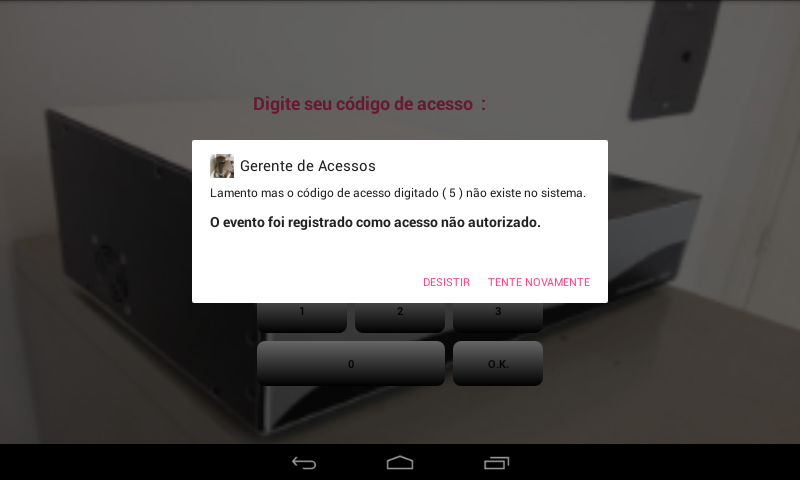 Digite seu código de acesso :
Gerente de Acessos
Lamento mas o código de acesso digitado ( 5 ) não existe no sistema.
O evento foi registrado como acesso não autorizado.
DESISTIR TENTE NOVAMENTE
1 2 3
0 O.K.